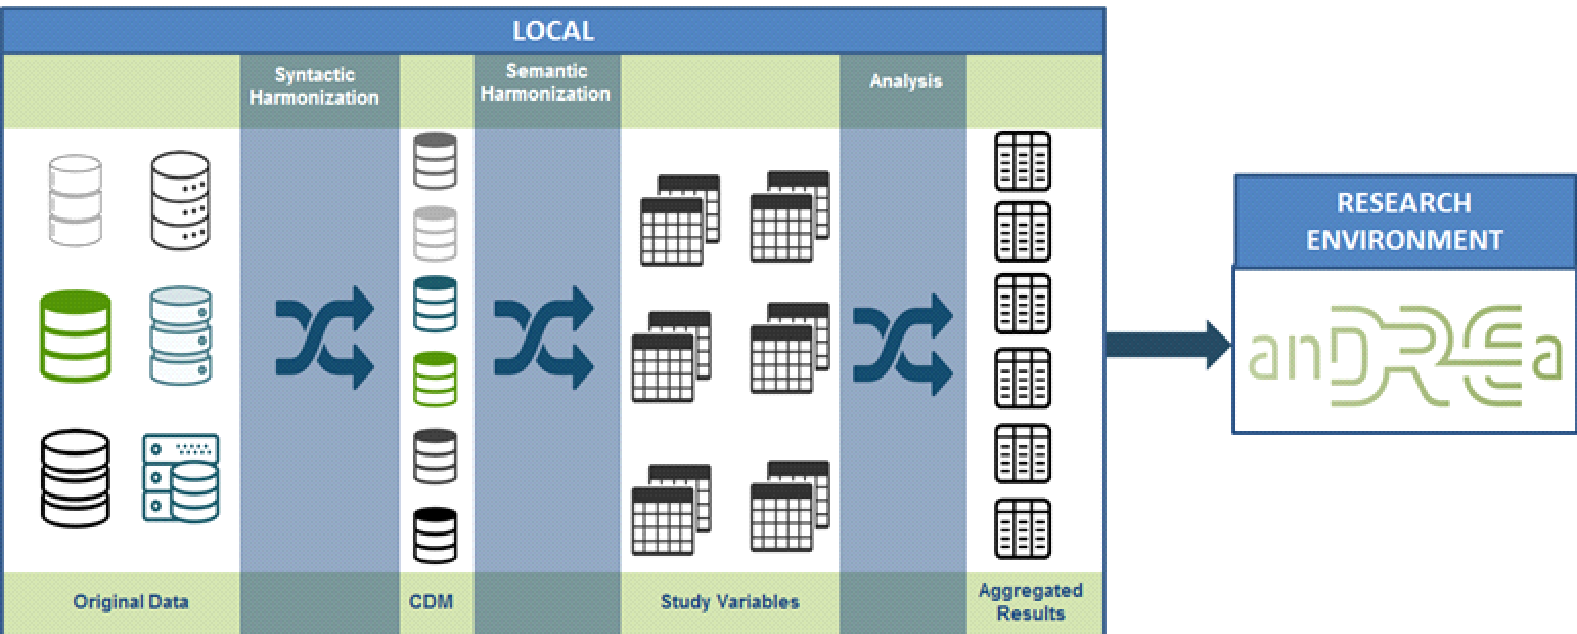 LOCAL
Syntactic
Harmonization
Semantic
Harmonization
Analysis
Original Data
CDM
Study Variables
Aggregated
Results
RESEARCH
ENVIRONMENT
anDREa